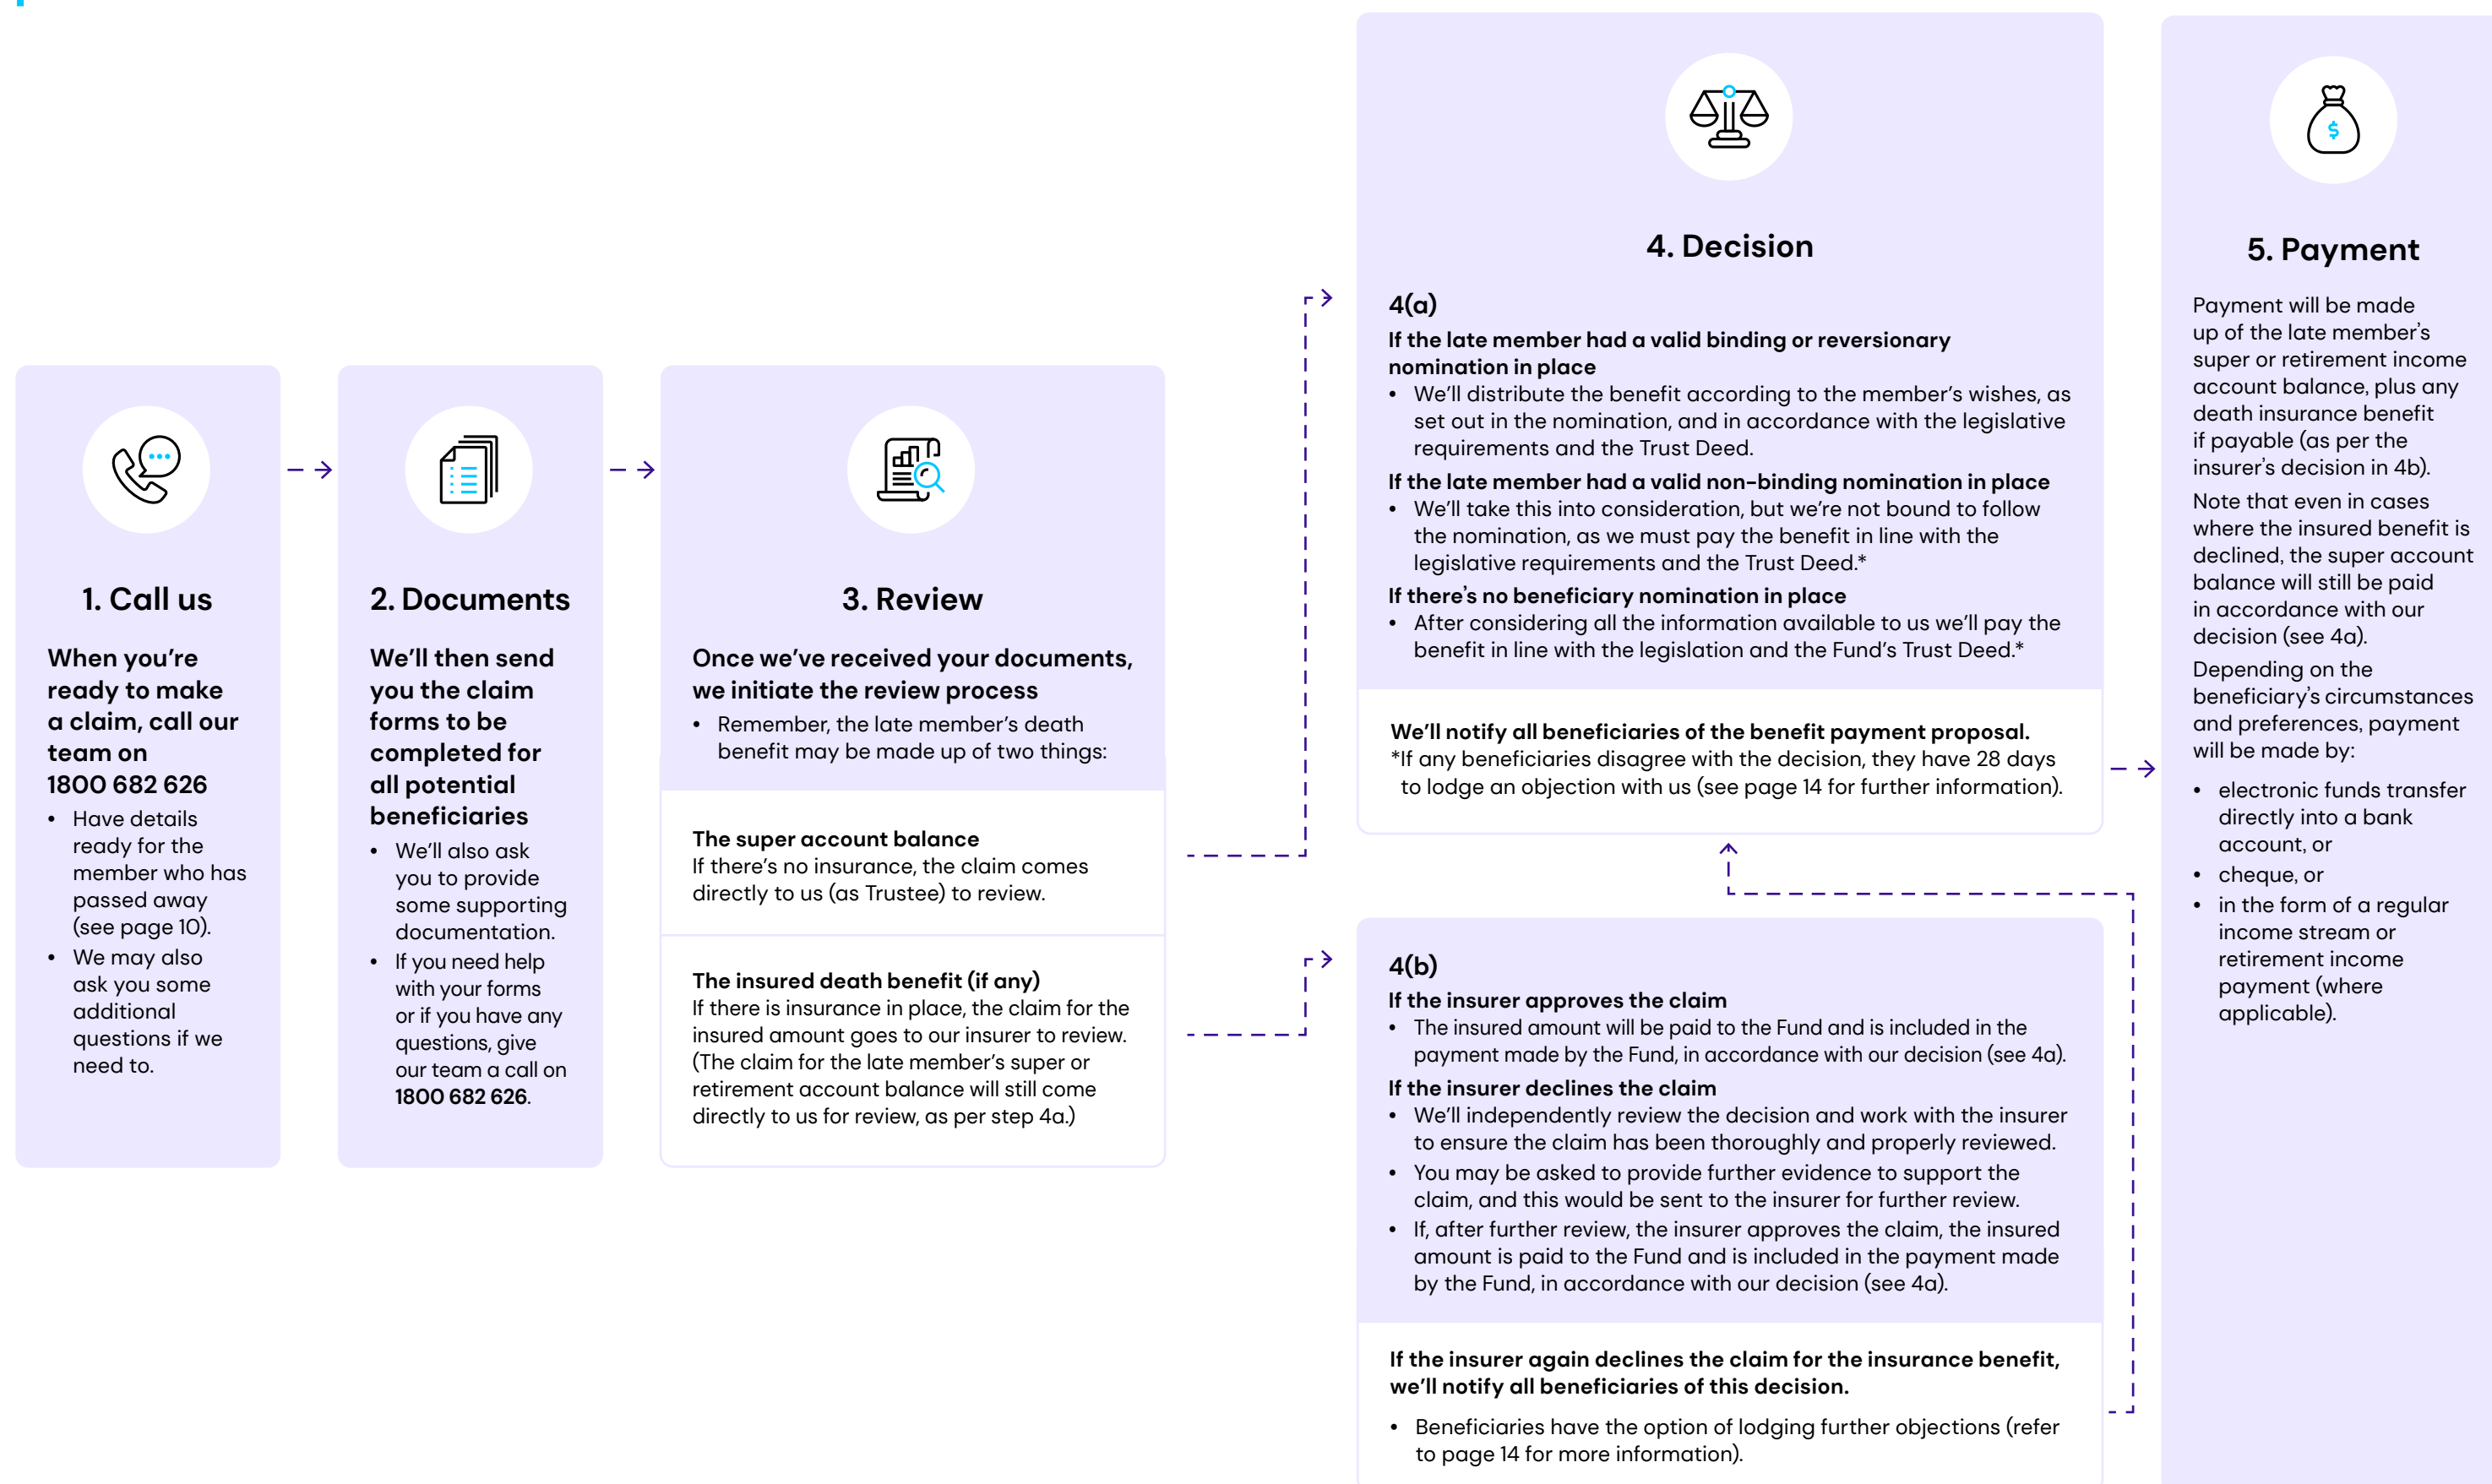 1. Call us
When you’re
ready to make
a claim, call our
team on
1800 682 626
• Have details
ready for the
member who has
passed away
(see page 10).
• We may also
ask you some
additional
questions if we
need to.
2. Documents
We’ll then send
you the claim
forms to be
completed for
all potential
beneficiaries
• We’ll also ask
you to provide
some supporting
documentation.
• If you need help
with your forms
or if you have any
questions, give
our team a call on
1800 682 626.
3. Review
Once we’ve received your documents,
we initiate the review process
• Remember, the late member’s death
benefit may be made up of two things:
The super account balance
If there’s no insurance, the claim comes
directly to us (as Trustee) to review.
The insured death benefit (if any)
If there is insurance in place, the claim for the
insured amount goes to our insurer to review.
(The claim for the late member’s super or
retirement account balance will still come
directly to us for review, as per step 4a.)
4. Decision
4(a)
If the late member had a valid binding or reversionary
nomination in place
• We’ll distribute the benefit according to the member’s wishes, as
set out in the nomination, and in accordance with the legislative
requirements and the Trust Deed.
If the late member had a valid non-binding nomination in place
• We’ll take this into consideration, but we’re not bound to follow
the nomination, as we must pay the benefit in line with the
legislative requirements and the Trust Deed.*
If there’s no beneficiary nomination in place
• After considering all the information available to us we’ll pay the
benefit in line with the legislation and the Fund’s Trust Deed.*
We’ll notify all beneficiaries of the benefit payment proposal.
*If any beneficiaries disagree with the decision, they have 28 days
to lodge an objection with us (see page 14 for further information).
4(b)
If the insurer approves the claim
• The insured amount will be paid to the Fund and is included in the
payment made by the Fund, in accordance with our decision (see 4a).
If the insurer declines the claim
• We’ll independently review the decision and work with the insurer
to ensure the claim has been thoroughly and properly reviewed.
• You may be asked to provide further evidence to support the
claim, and this would be sent to the insurer for further review.
• If, after further review, the insurer approves the claim, the insured
amount is paid to the Fund and is included in the payment made
by the Fund, in accordance with our decision (see 4a).
If the insurer again declines the claim for the insurance benefit,
we’ll notify all beneficiaries of this decision.
• Beneficiaries have the option of lodging further objections (refer
to page 14 for more information).
$
5. Payment
Payment will be made
up of the late member’s
super or retirement income
account balance, plus any
death insurance benefit
if payable (as per the
insurer’s decision in 4b).
Note that even in cases
where the insured benefit is
declined, the super account
balance will still be paid
in accordance with our
decision (see 4a).
Depending on the
beneficiary’s circumstances
and preferences, payment
will be made by:
• electronic funds transfer
directly into a bank
account, or
• cheque, or
• in the form of a regular
income stream or
retirement income
payment (where
applicable).